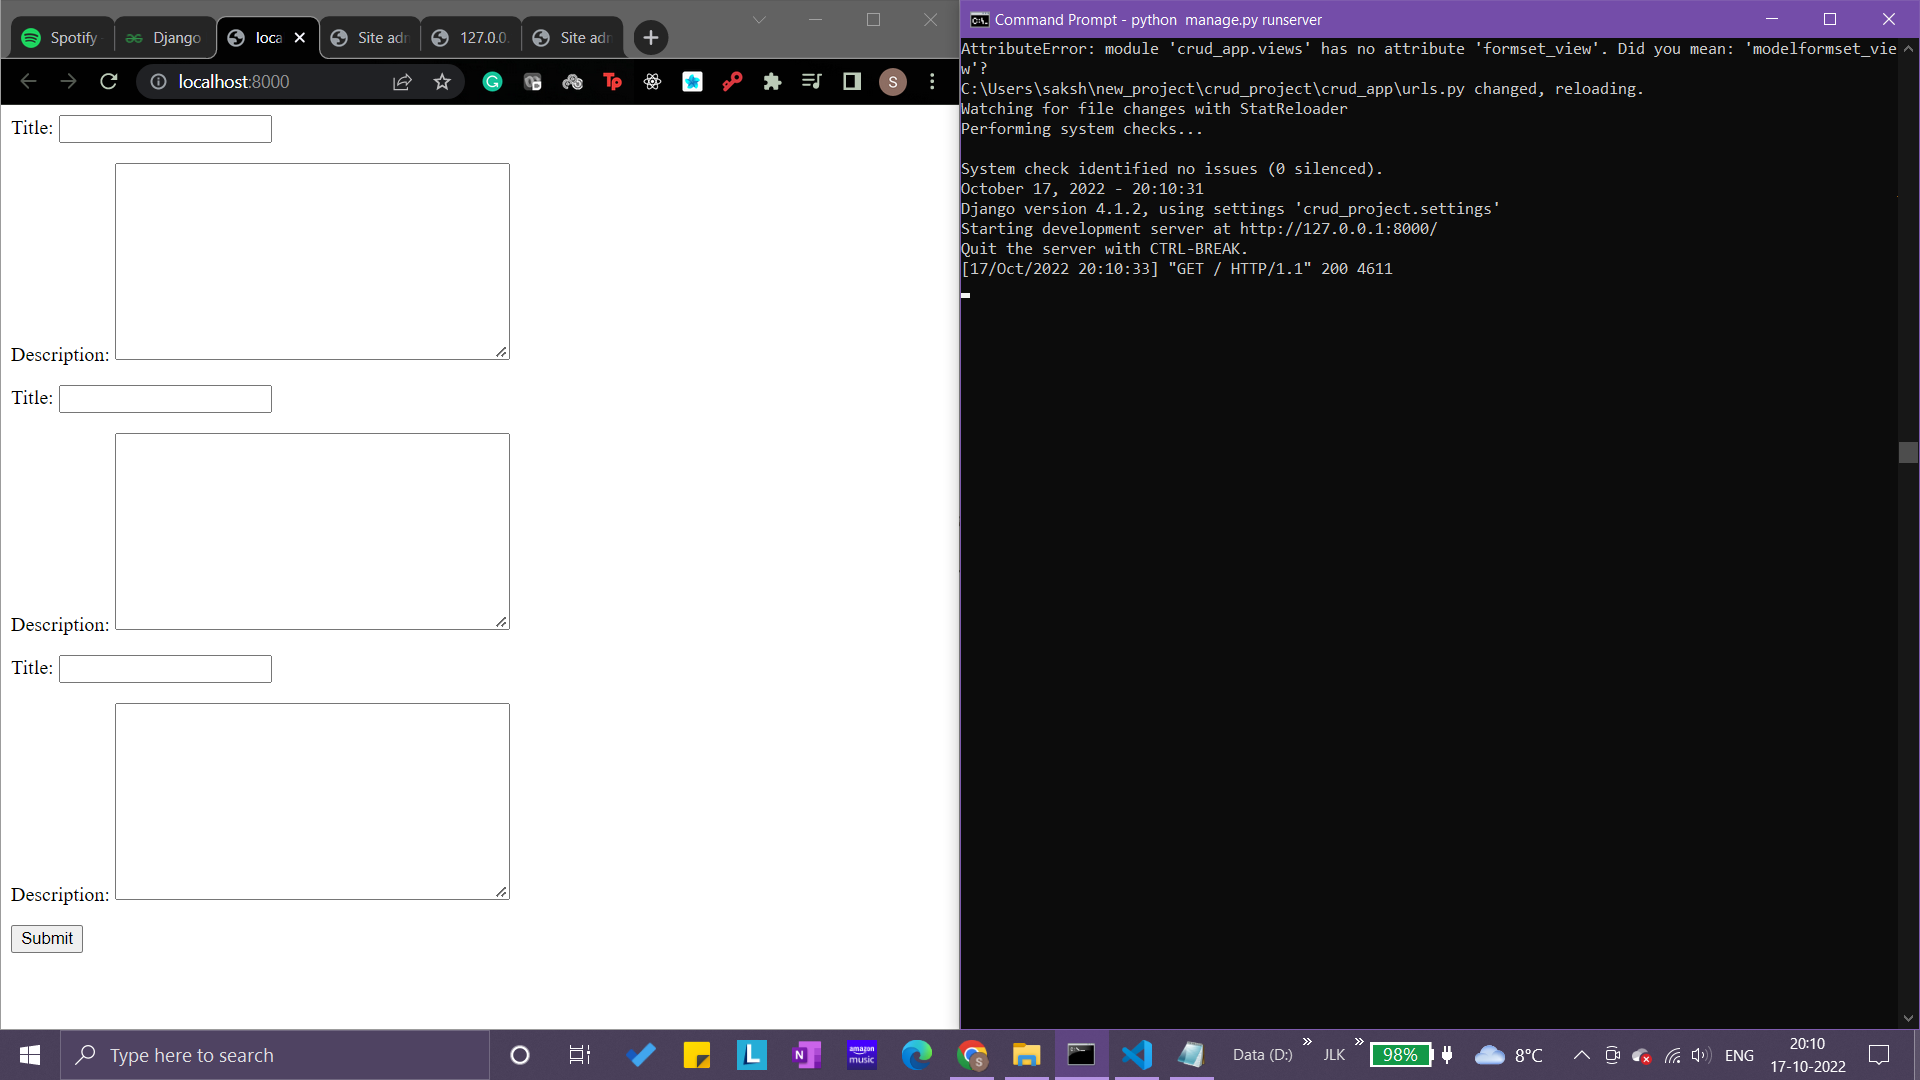 Spotify
Django
loca
Site adm
127.0.0.
Site adm
localhost:8000
Tp
S
Title:
Description:
Title:
Description:
Title:
Description:
Submit
Command Prompt - python  manage.py runserver
AttributeError: module 'crud_app.views' has no attribute 'formset_view'. Did you mean: 'modelformset_vie
w'?
C:\Users\saksh\new_project\crud_project\crud_app\urls.py changed, reloading.
Watching for file changes with StatReloader
Performing system checks...
System check identified no issues (0 silenced).
October 17, 2022 - 20:10:31
Django version 4.1.2, using settings 'crud_project.settings'
Starting development server at http://127.0.0.1:8000/
Quit the server with CTRL-BREAK.
[17/Oct/2022 20:10:33] "GET / HTTP/1.1" 200 4611
Type here to search
L
N
amazon
music
S
Data (D:)
JLK
98%
8°C
ENG
20:10
17-10-2022